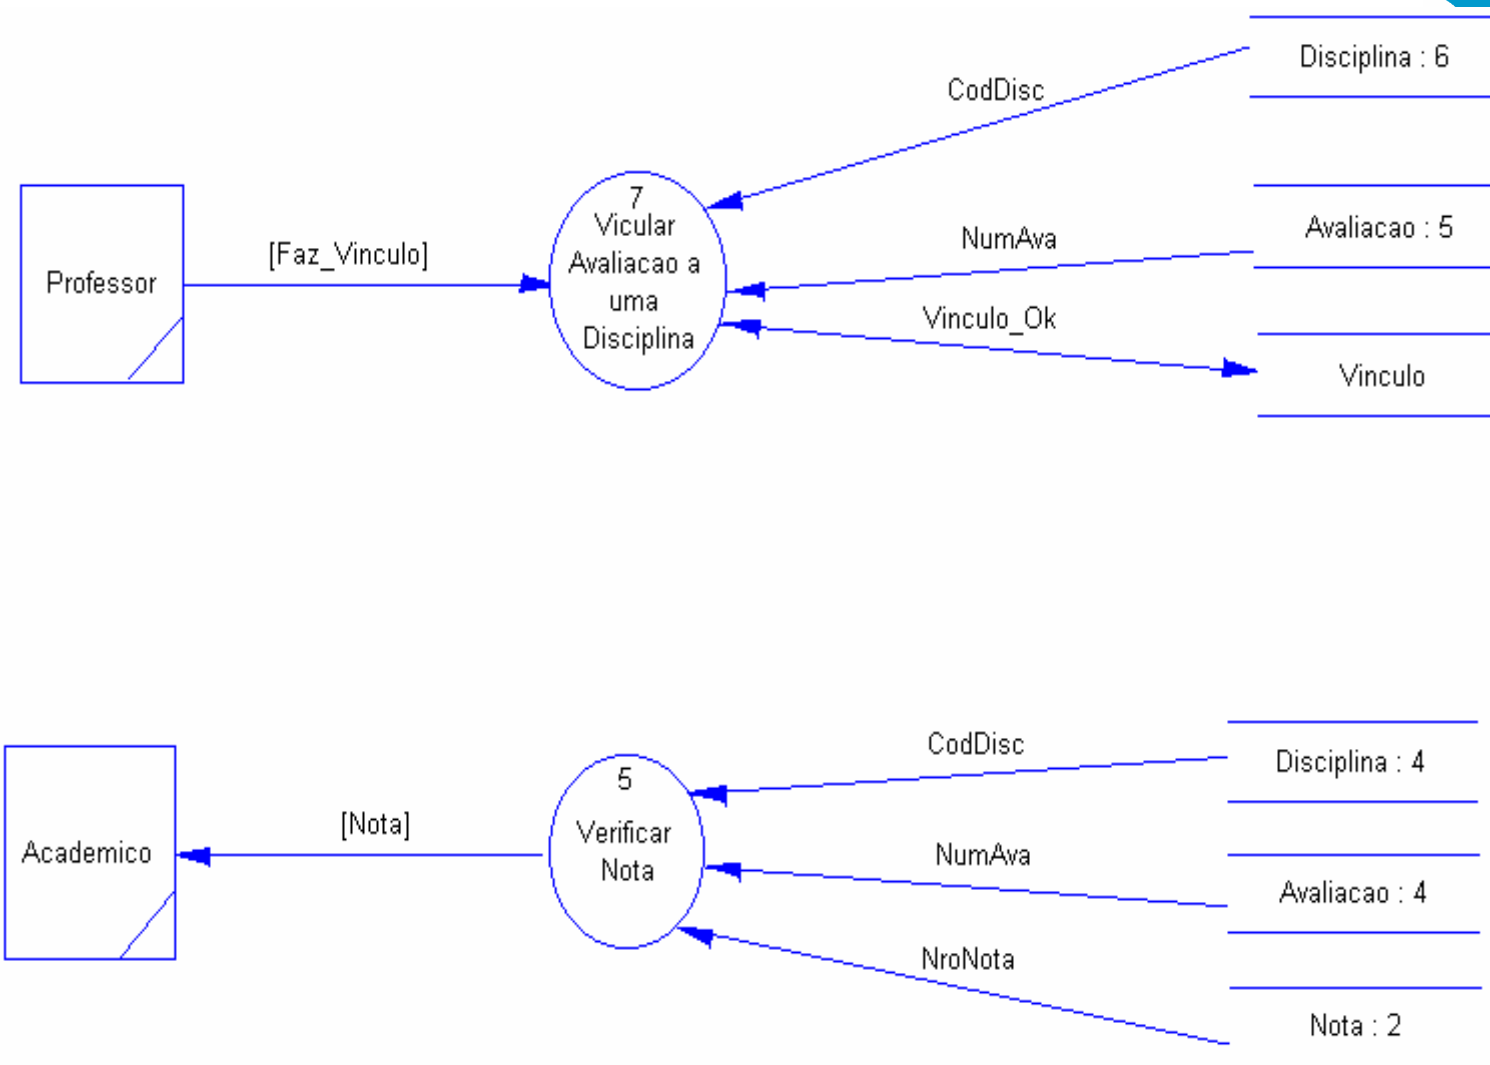 Disciplina : 6
CodDisc
7
Vicular
Avaliacao a
uma
Disciplina
[Faz_Vinculo]
Professor
NumAva
Avaliacao : 5
Vinculo_Ok
Vinculo
CodDisc
Disciplina : 4
5
Verificar
Nota
[Nota]
Academico
NumAva
Avaliacao : 4
NroNota
Nota : 2